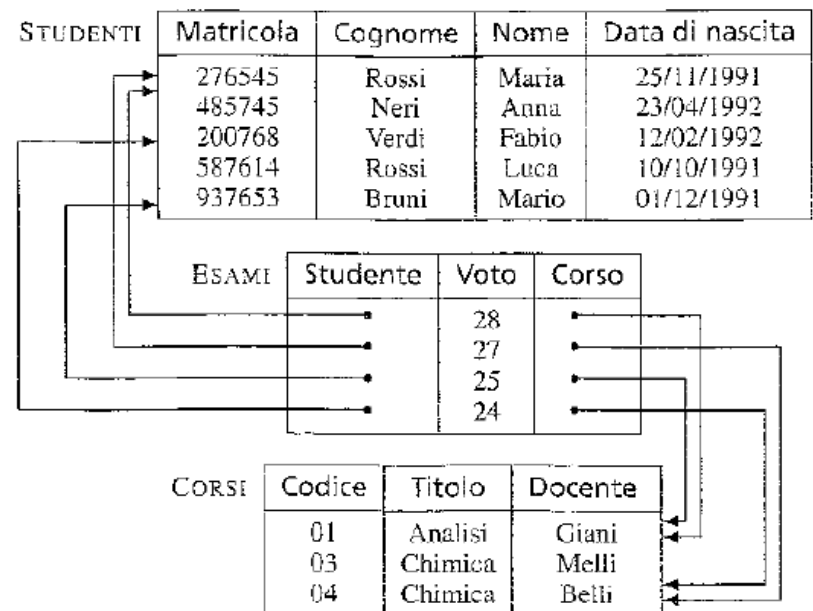 STUDENTI Matricola Cognome Nome Data di nascita
276545 Rossi Maria 25/11/1991
485745 Neri Anna 23/04/1992
200768 Verdi Fabio 12/02/1992
587614 Rossi Luca 10/10/1991
937653 Bruni Mario 01/12/1991
ESAMI Studente Voto Corso
28
27
25
24
CORSI Codice Titolo Docente
01 Analisi Giani
03 Chimica Melli
04 Chimica Belli